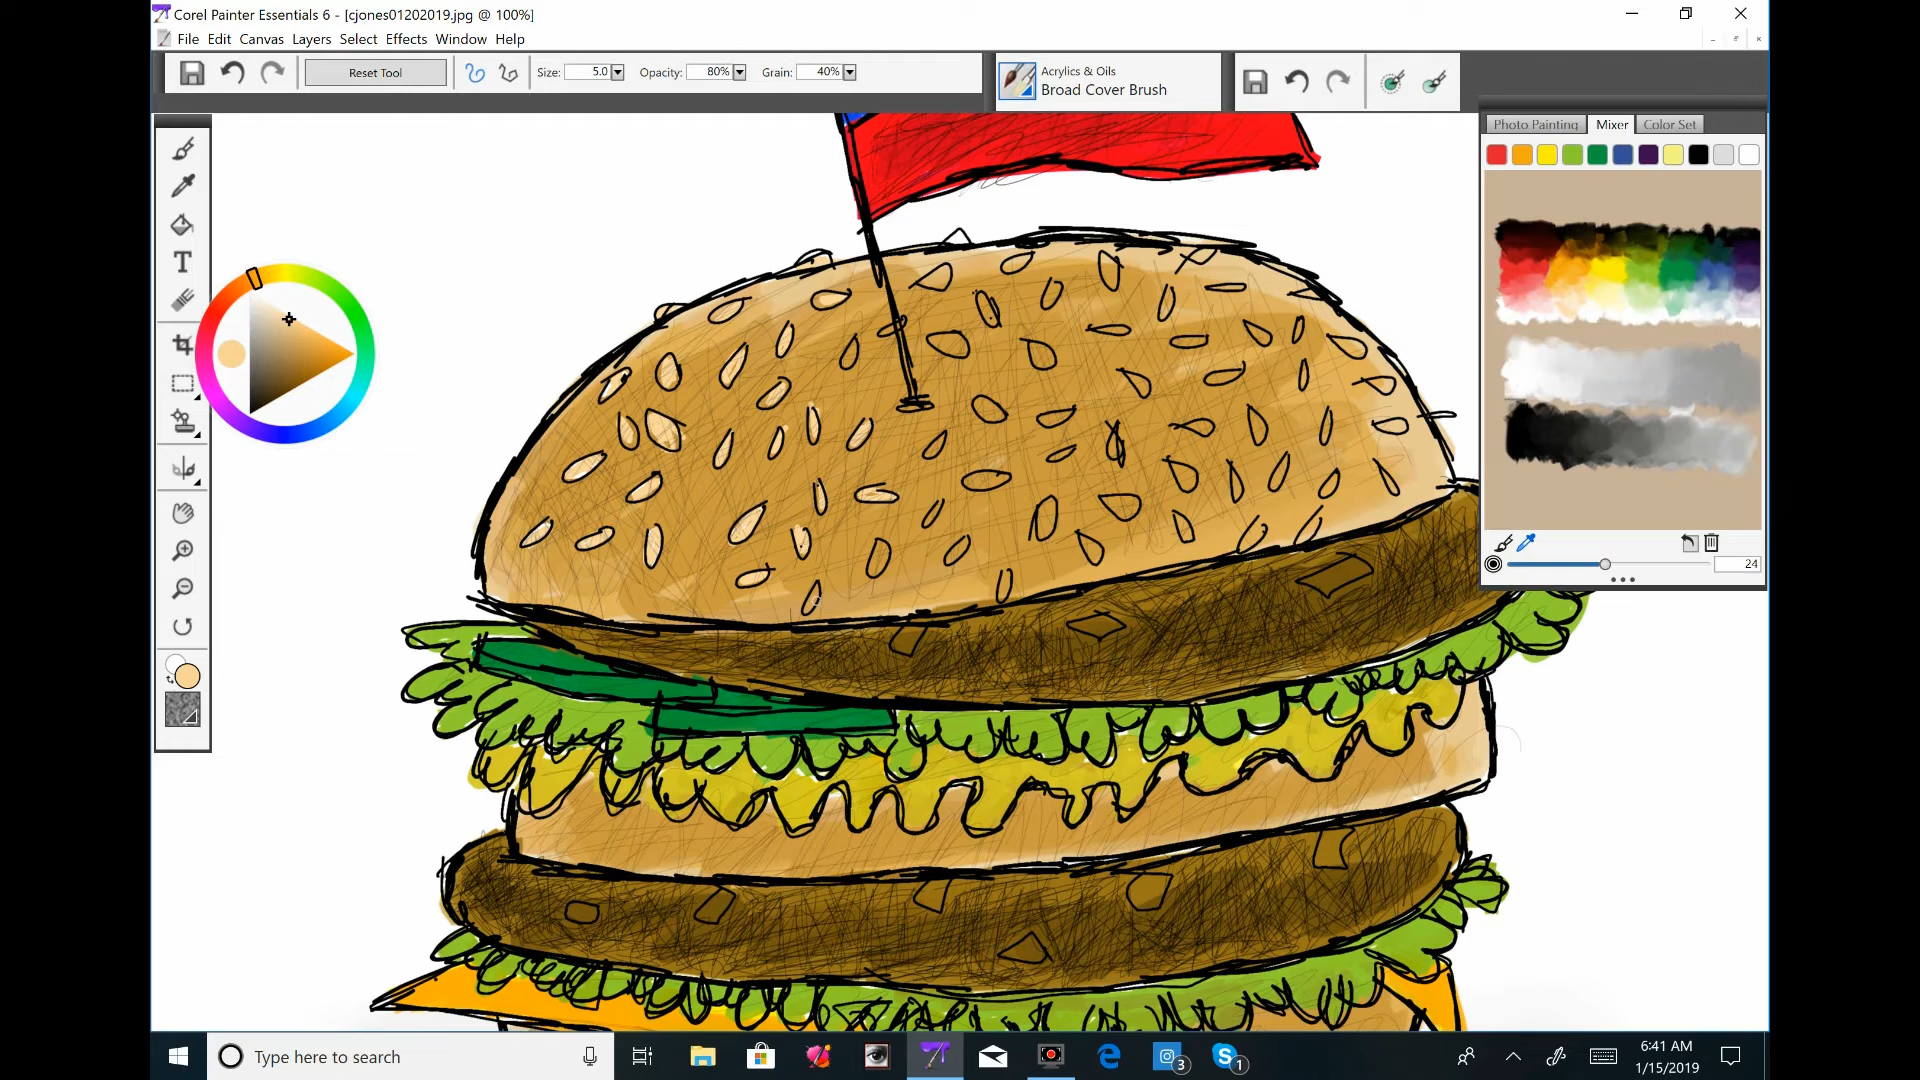 Corel Painter Essentials 6 - [cjones01202019.jpg @ 100%]
File Edit Canvas Layers Select Effects Window Help
Reset Tool Size: 5.0 Opacity: 80% Grain: 40%
Acrylics & Oils
Broad Cover Brush
Photo Painting Mixer Color Set
T
24
Type here to search
3
1
6:41 AM
1/15/2019